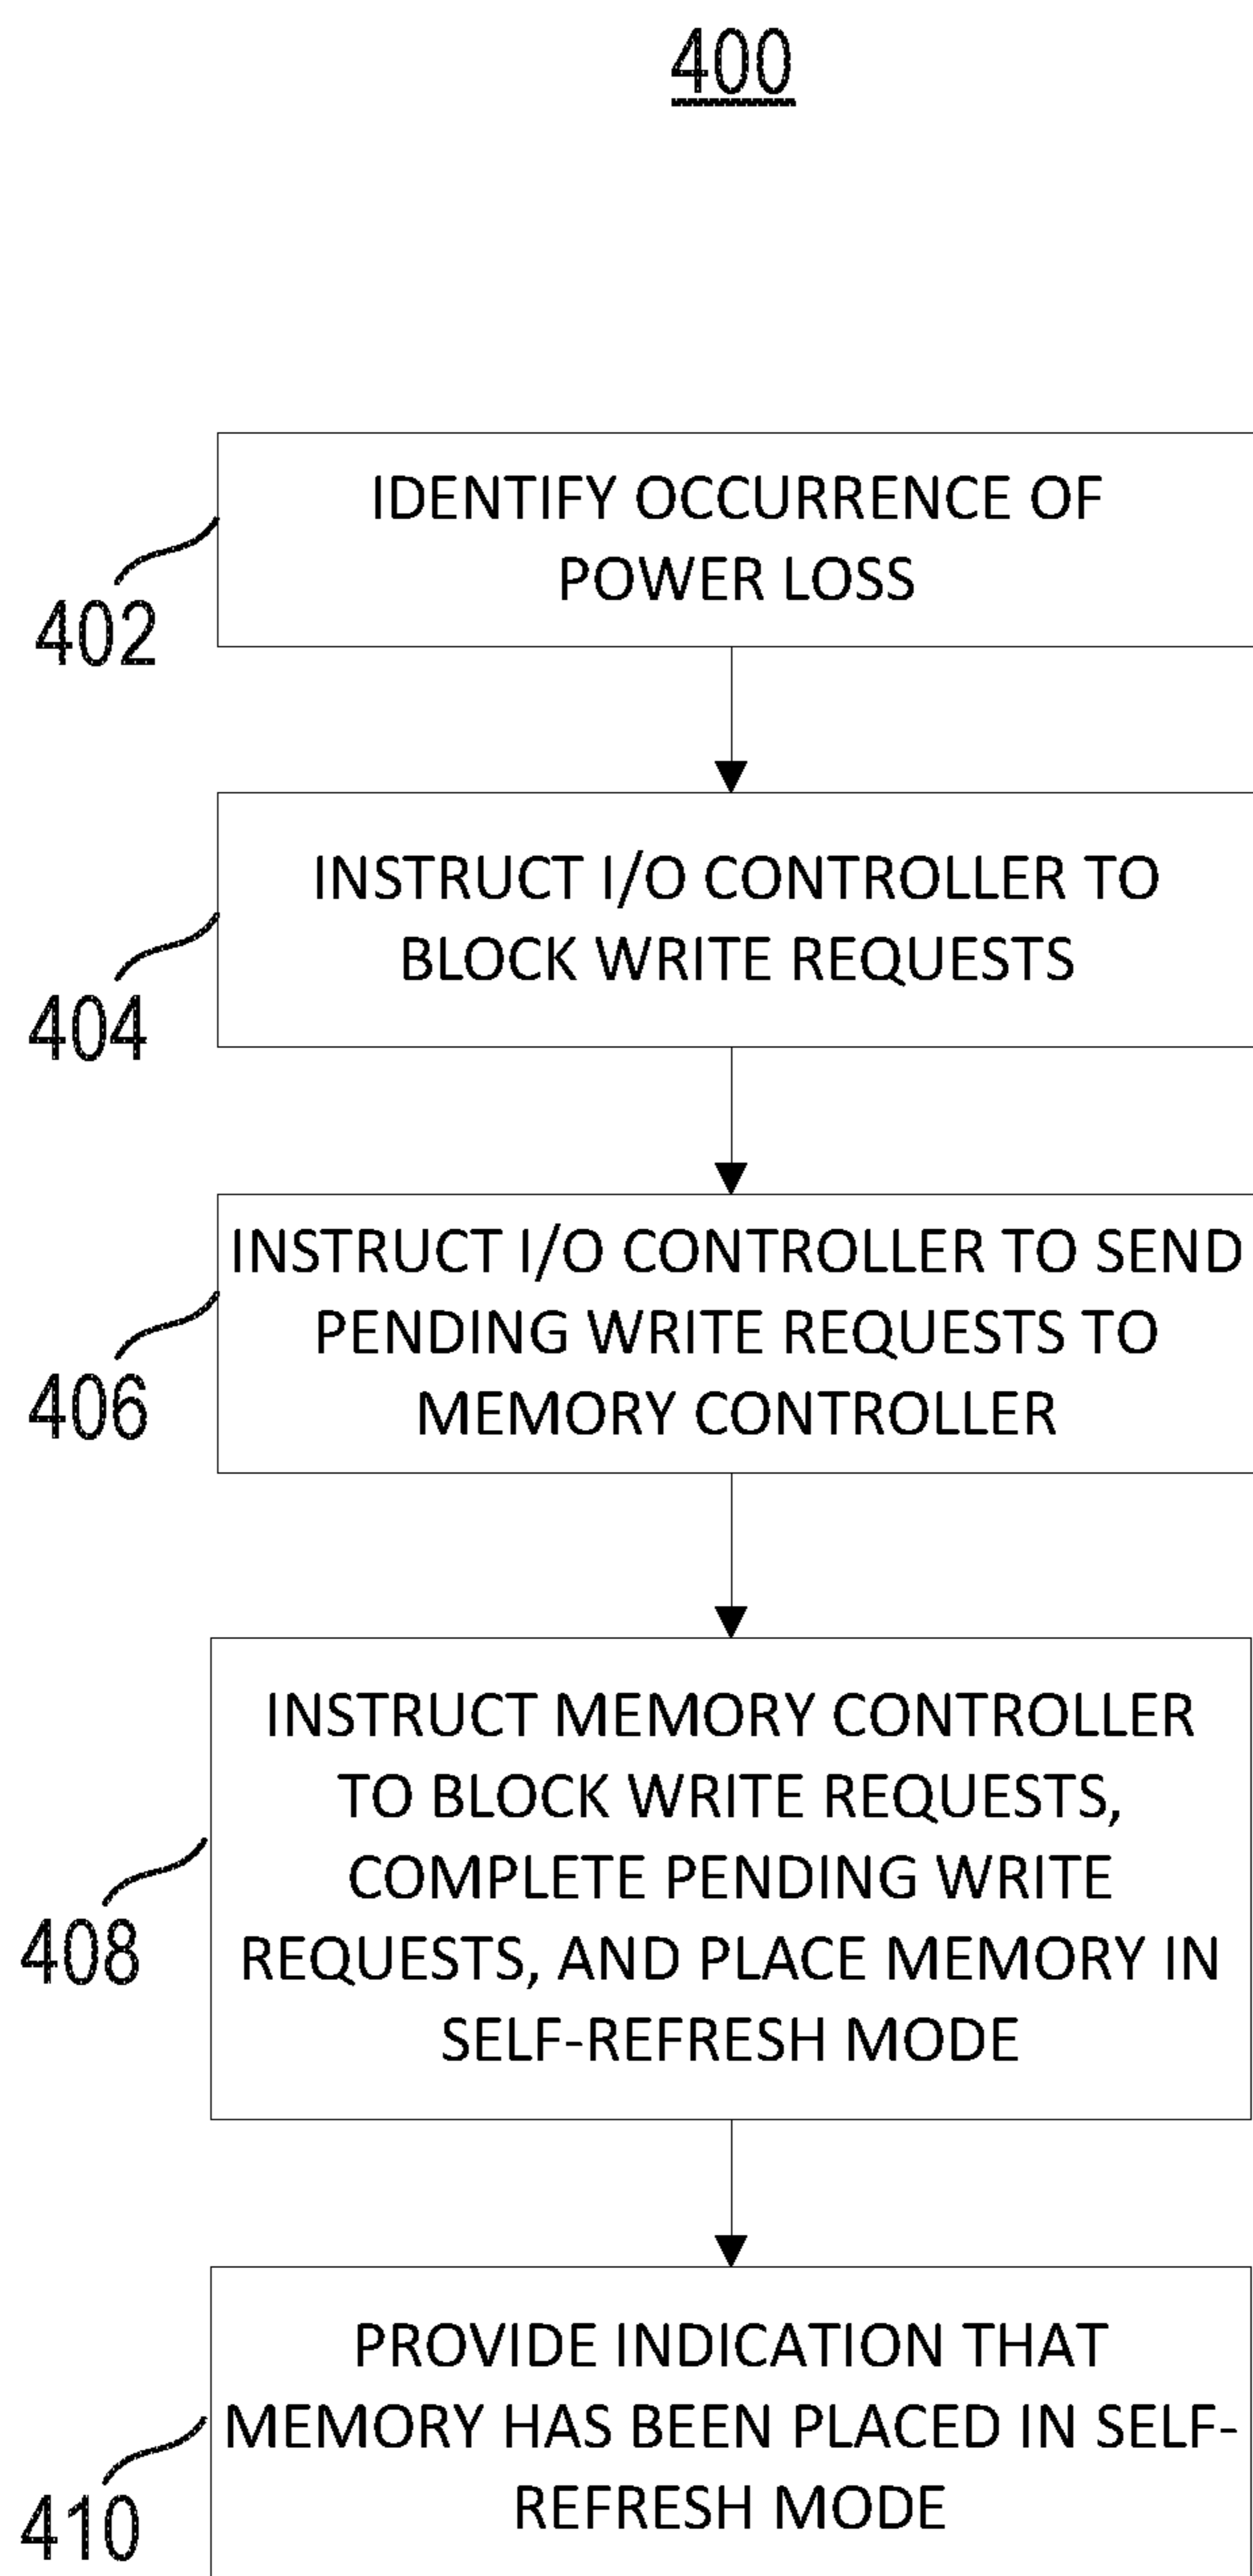 400
IDENTIFY OCCURRENCE OF
POWER LOSS
402
INSTRUCT I/O CONTROLLER TO
BLOCK WRITE REQUESTS
404
INSTRUCT I/O CONTROLLER TO SEND
PENDING WRITE REQUESTS TO
MEMORY CONTROLLER
406
INSTRUCT MEMORY CONTROLLER
TO BLOCK WRITE REQUESTS,
COMPLETE PENDING WRITE
REQUESTS, AND PLACE MEMORY IN
SELF-REFRESH MODE
408
PROVIDE INDICATION THAT
MEMORY HAS BEEN PLACED IN SELF-
REFRESH MODE
410